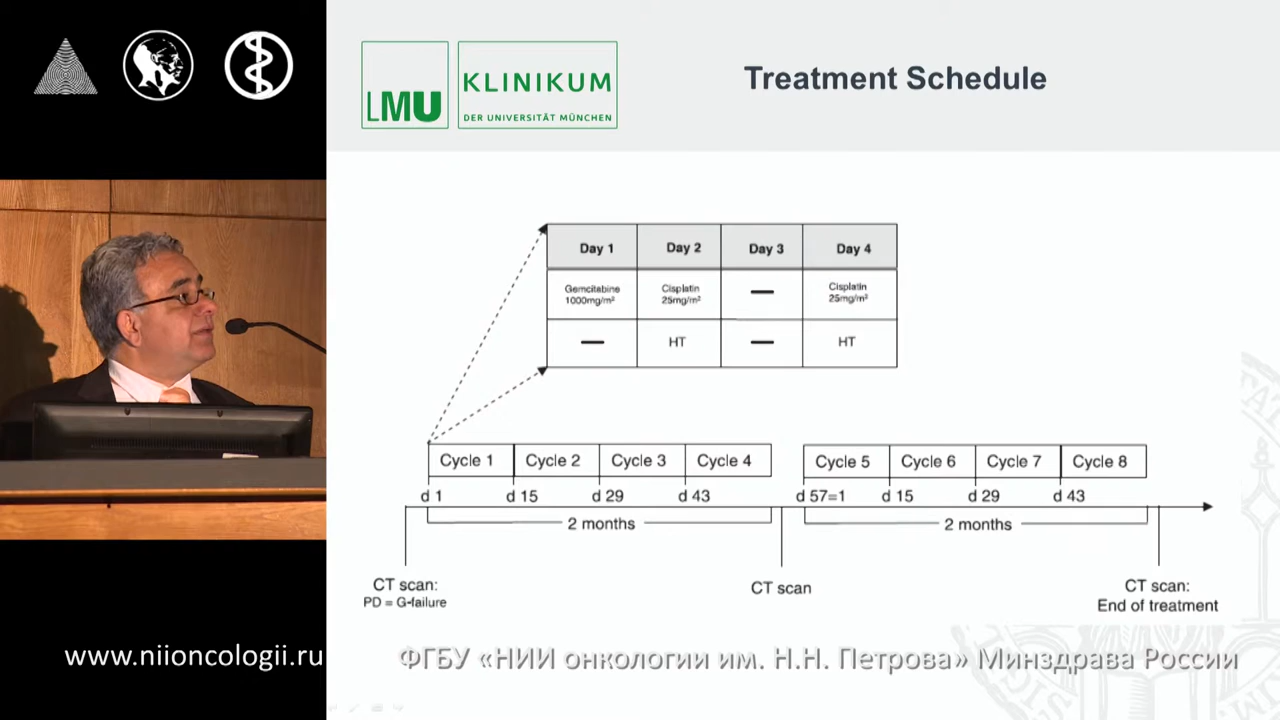 LMU
KLINIKUM
DER UNIVERSITÄT MÜNCHEN
Treatment Schedule
Day 1 Day 2 Day 3 Day 4
Gemcitabine 1000mg/m² Cisplatin 25mg/m² — Cisplatin 25mg/m²
— HT — HT
Cycle 1 Cycle 2 Cycle 3 Cycle 4 Cycle 5 Cycle 6 Cycle 7 Cycle 8
d 1 d 15 d 29 d 43 d 57=1 d 15 d 29 d 43
2 months 2 months
CT scan: CT scan CT scan:
PD = G-failure End of treatment
www.niioncologii.ru ФГБУ «НИИ онкологии им. Н.Н. Петрова» Минздрава России